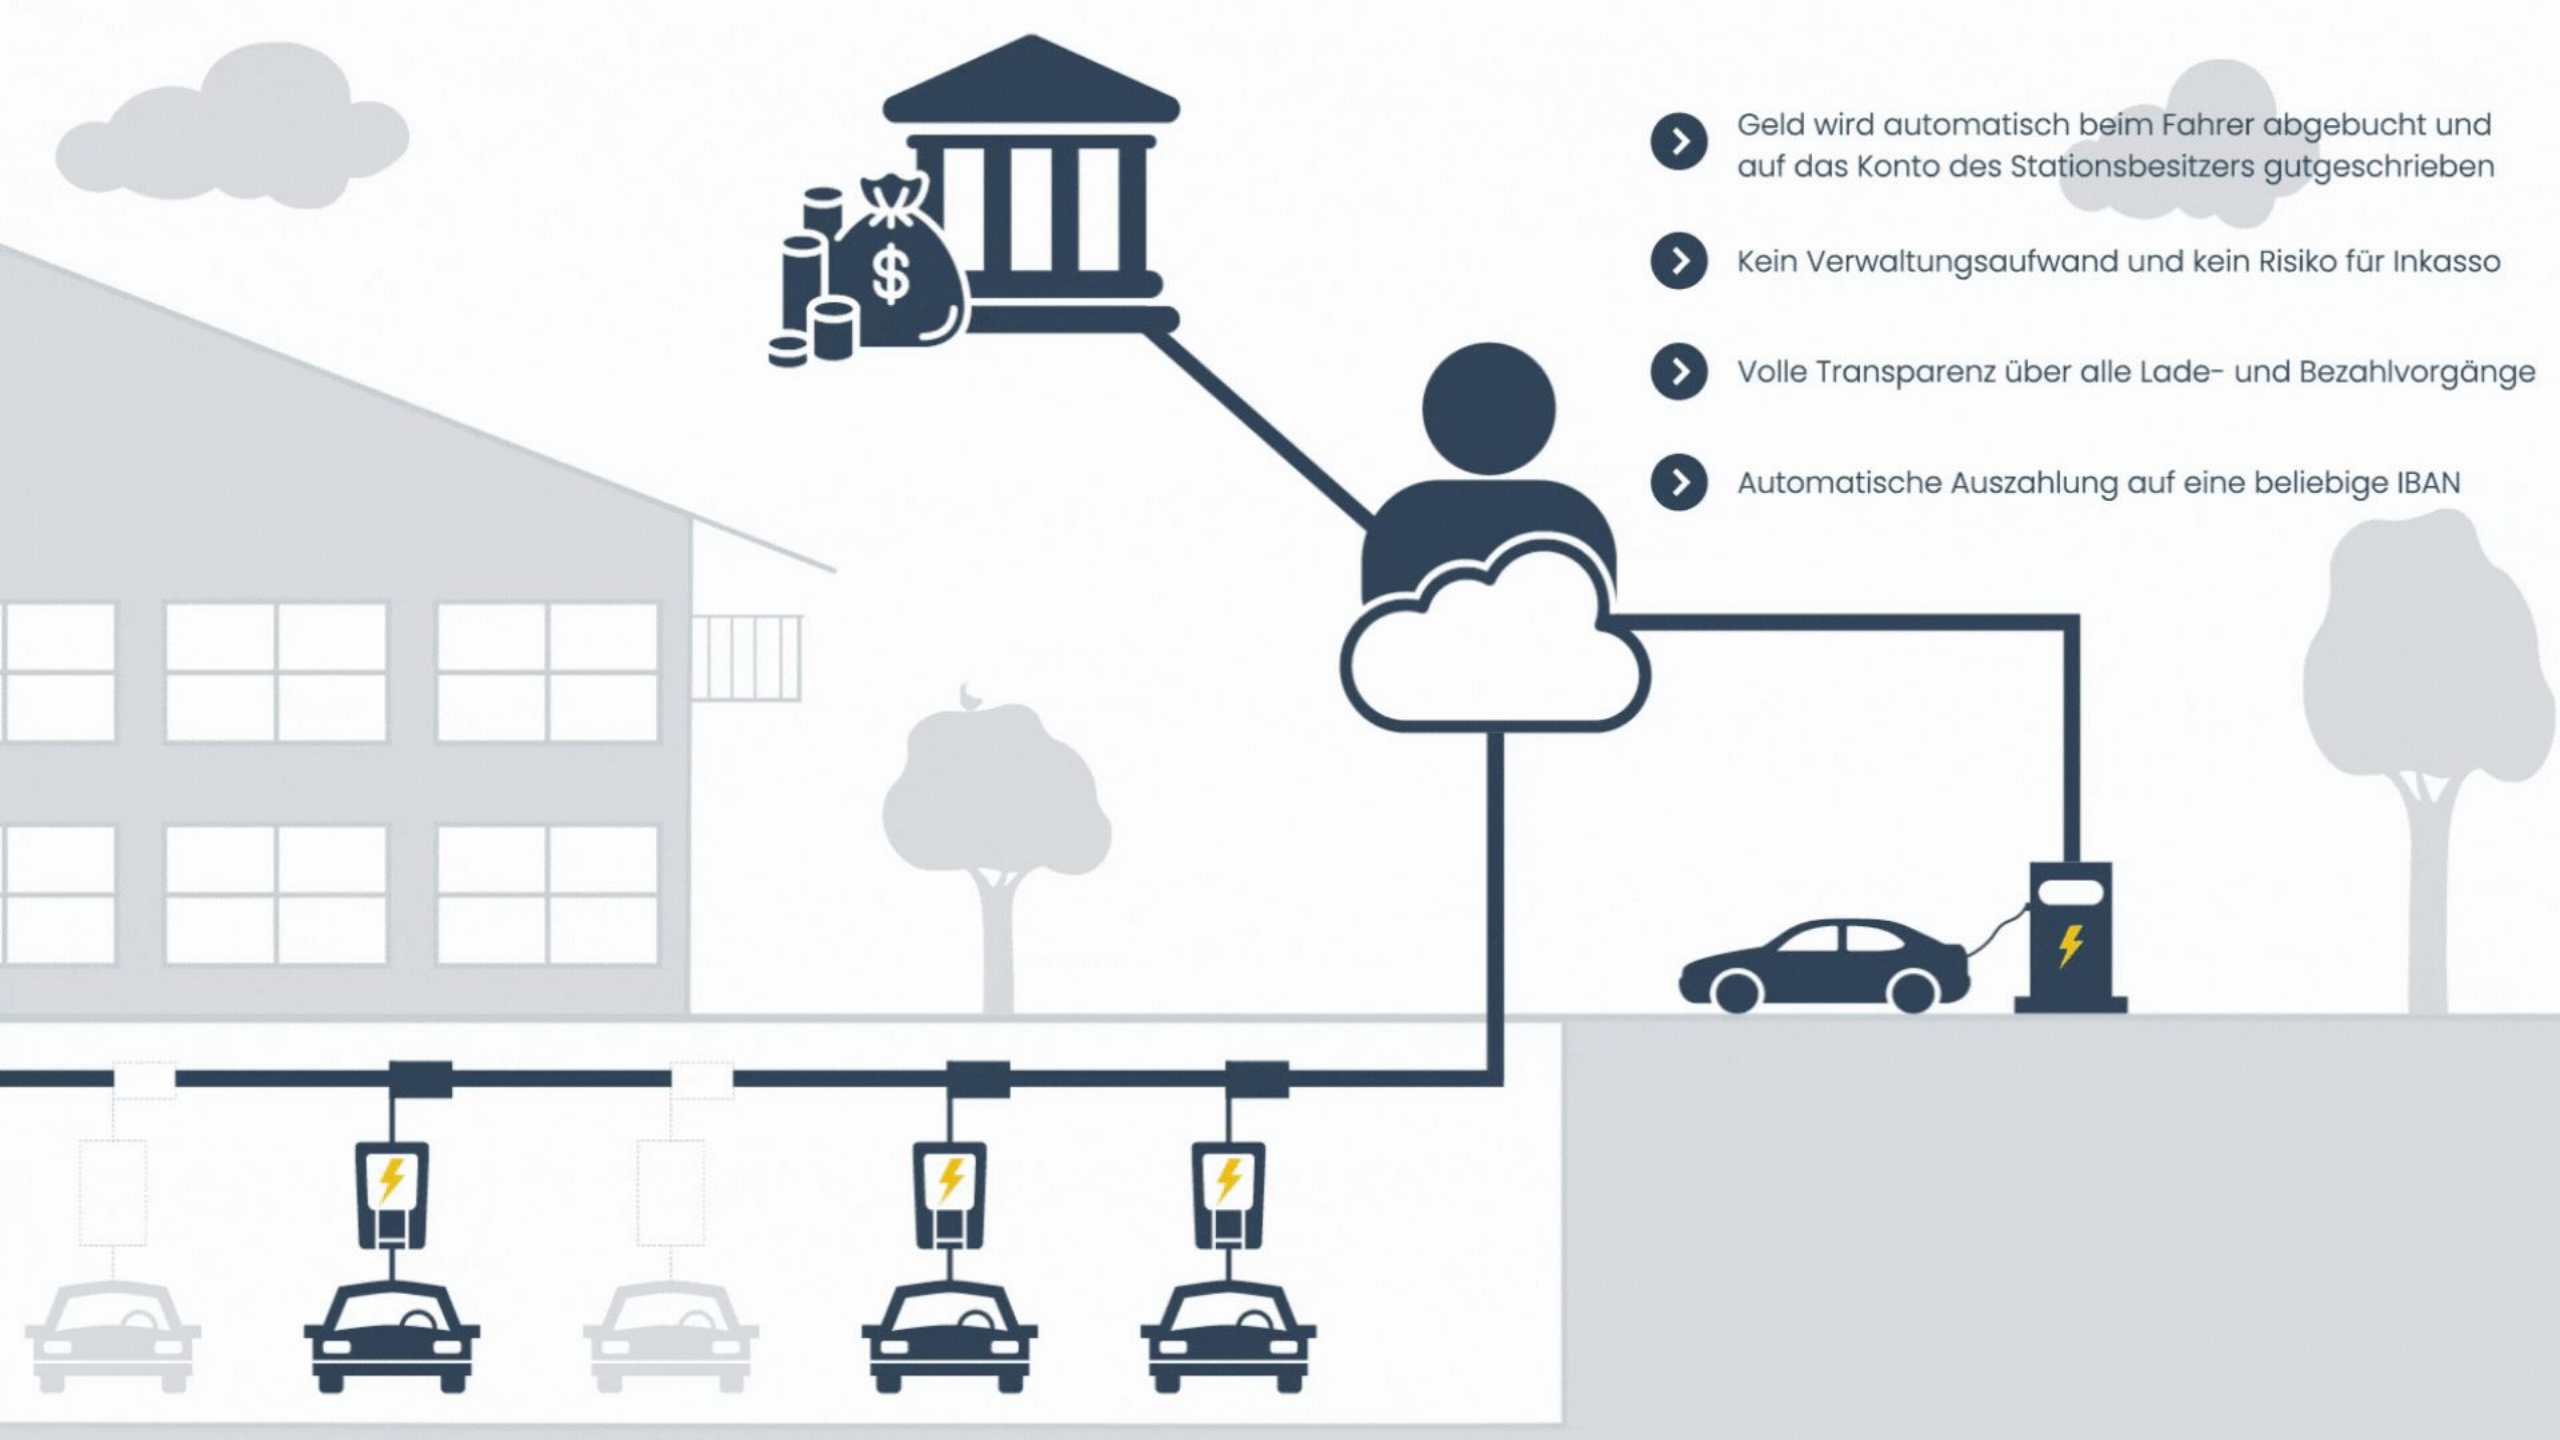 $
Geld wird automatisch beim Fahrer abgebucht und
auf das Konto des Stationsbesitzers gutgeschrieben
Kein Verwaltungsaufwand und kein Risiko für Inkasso
Volle Transparenz über alle Lade- und Bezahlvorgänge
Automatische Auszahlung auf eine beliebige IBAN